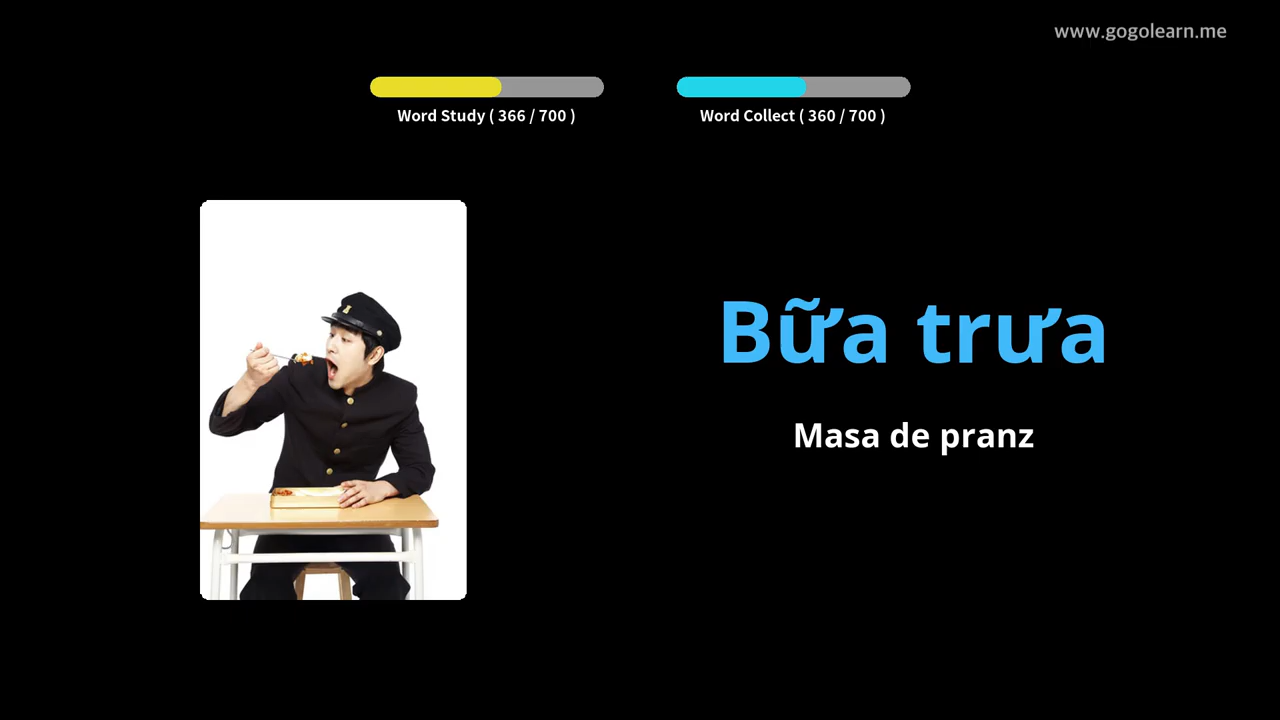 www.gogolearn.me
Word Study ( 366 / 700 )
Word Collect ( 360 / 700 )
Bữa trưa
Masa de pranz